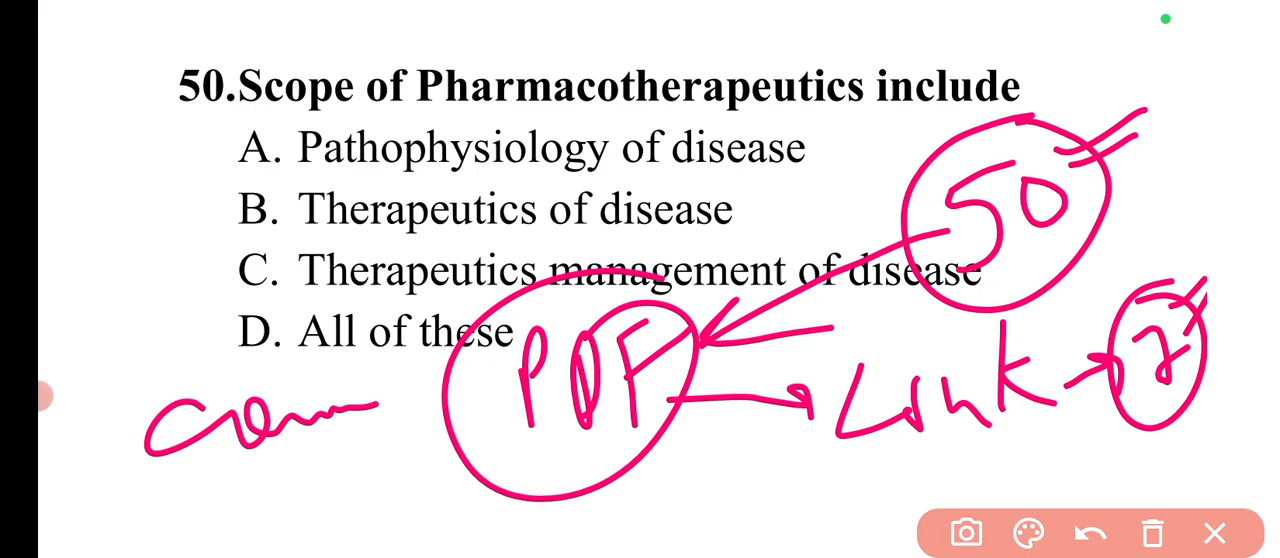 50.Scope of Pharmacotherapeutics include
A. Pathophysiology of disease
50
B. Therapeutics of disease
C. Therapeutics management of disease
D. All of these
PDF
Link